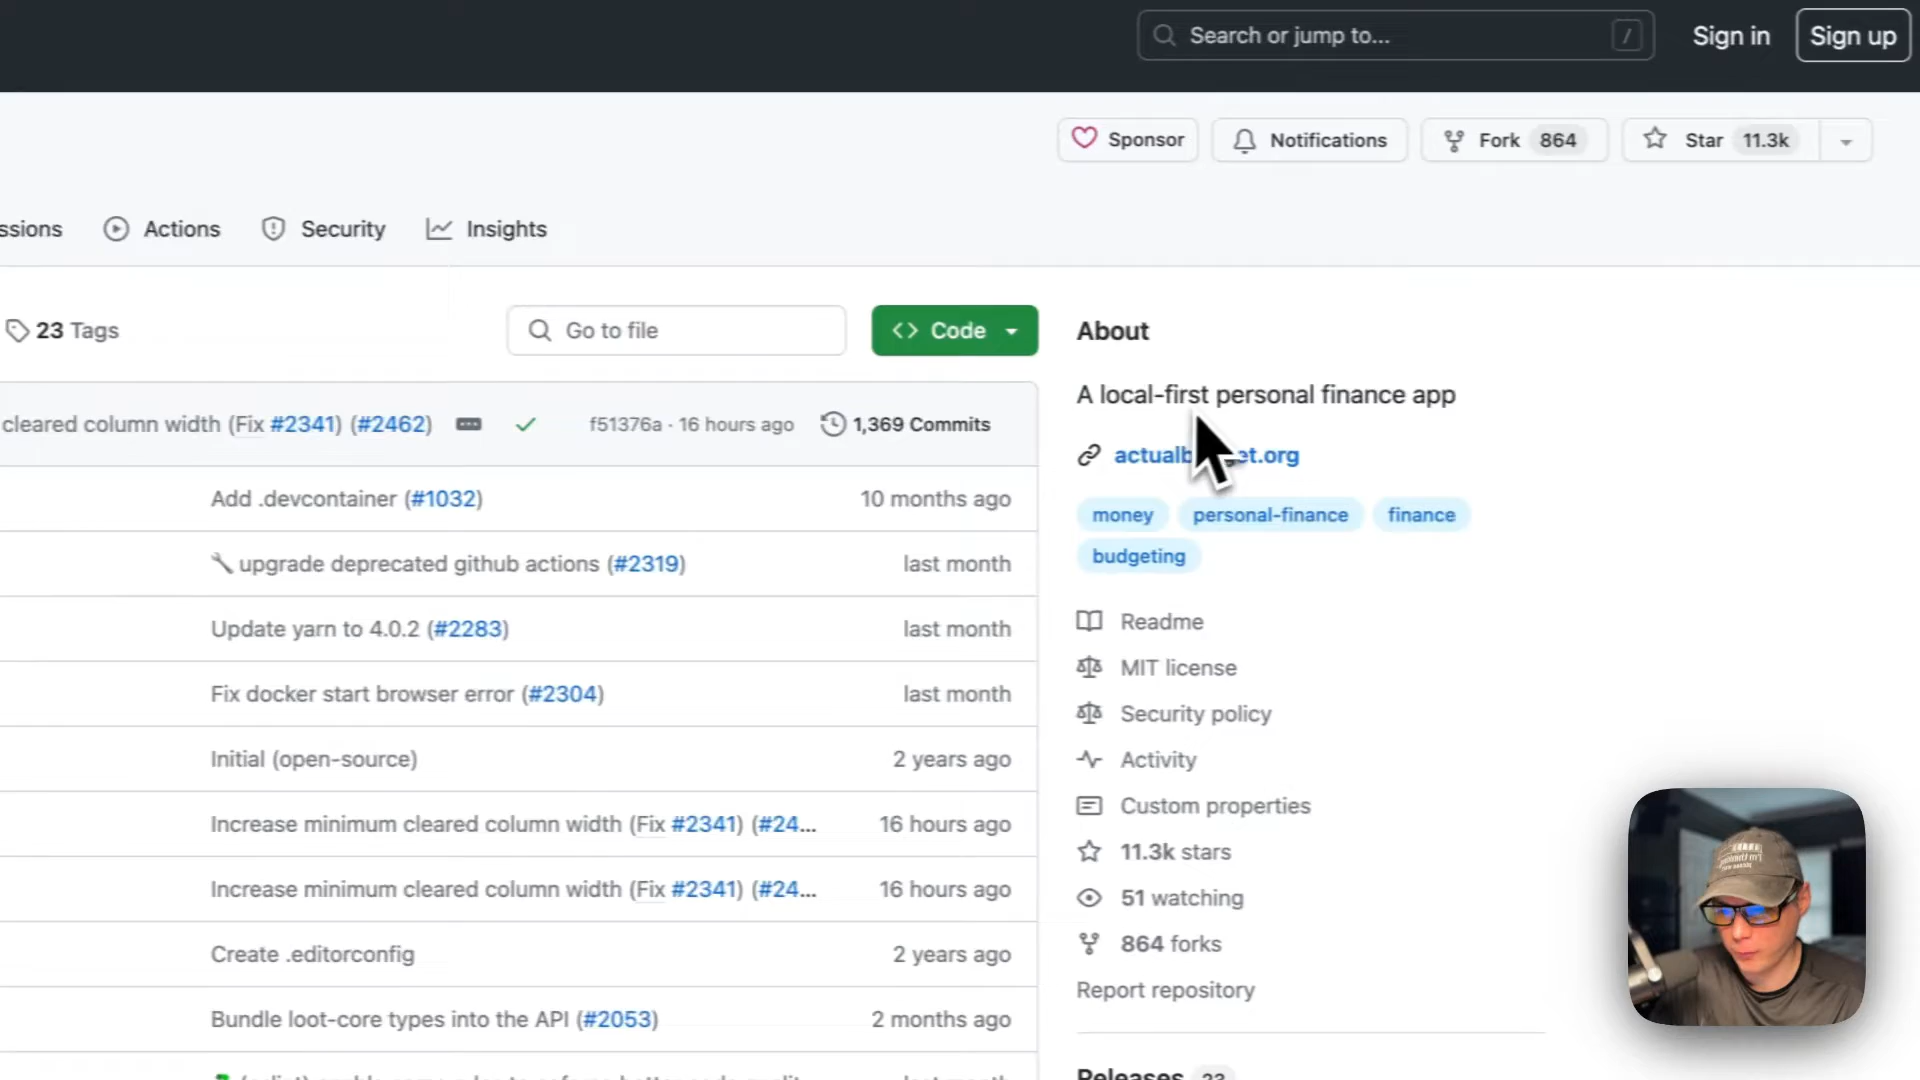 Search or jump to... /
Sign in
Sign up
Sponsor
Notifications
Fork 864
Star 11.3k
ssions
Actions
Security
Insights
23 Tags
Go to file
Code
cleared column width (Fix #2341) (#2462)
f51376a · 16 hours ago
1,369 Commits
Add .devcontainer (#1032) 10 months ago
upgrade deprecated github actions (#2319) last month
Update yarn to 4.0.2 (#2283) last month
Fix docker start browser error (#2304) last month
Initial (open-source) 2 years ago
Increase minimum cleared column width (Fix #2341) (#24... 16 hours ago
Increase minimum cleared column width (Fix #2341) (#24... 16 hours ago
Create .editorconfig 2 years ago
Bundle loot-core types into the API (#2053) 2 months ago
last month
About
A local-first personal finance app
actualb et.org
money personal-finance finance
budgeting
Readme
MIT license
Security policy
Activity
Custom properties
11.3k stars
51 watching
864 forks
Report repository
Releases 23